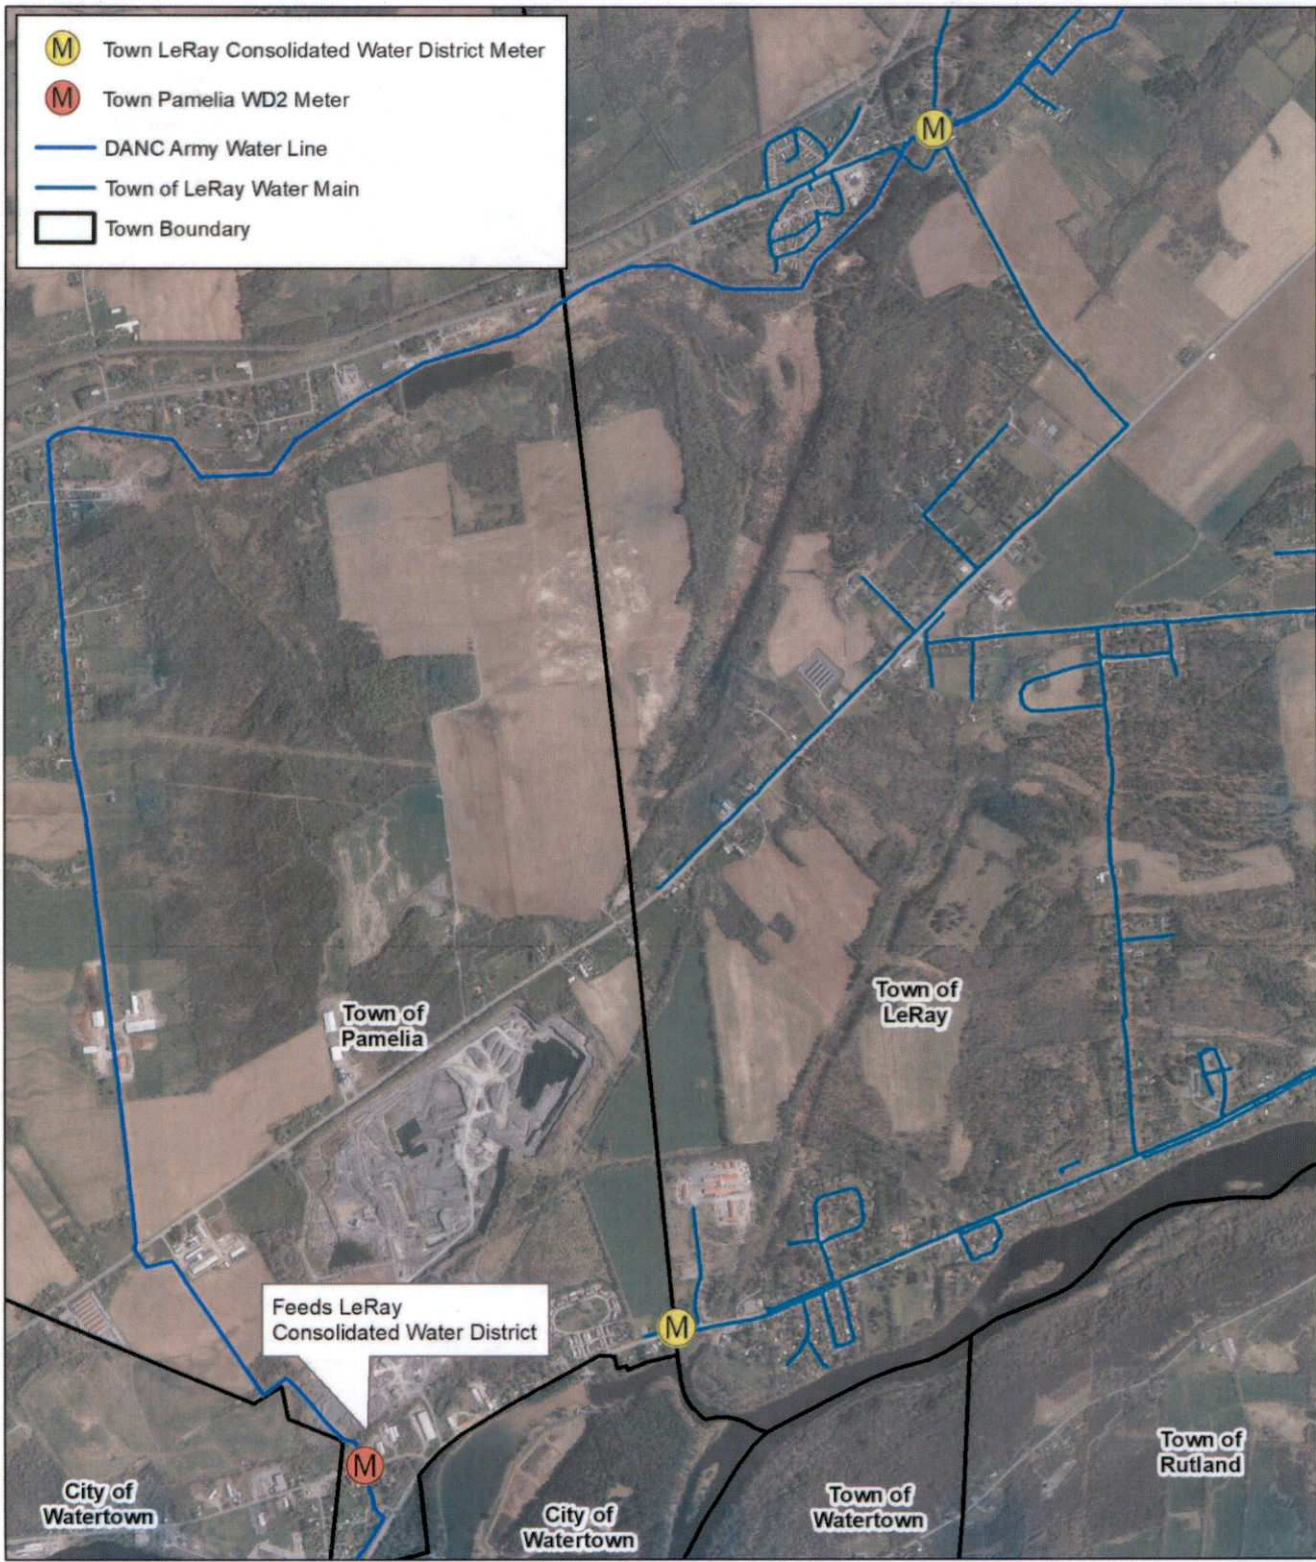 M Town LeRay Consolidated Water District Meter
M Town Pamelia WD2 Meter
DANC Army Water Line
Town of LeRay Water Main
Town Boundary
M
Town of
LeRay
Town of
Pamelia
Feeds LeRay
Consolidated Water District
M
M
City of
Watertown
City of
Watertown
Town of
Watertown
Town of
Rutland